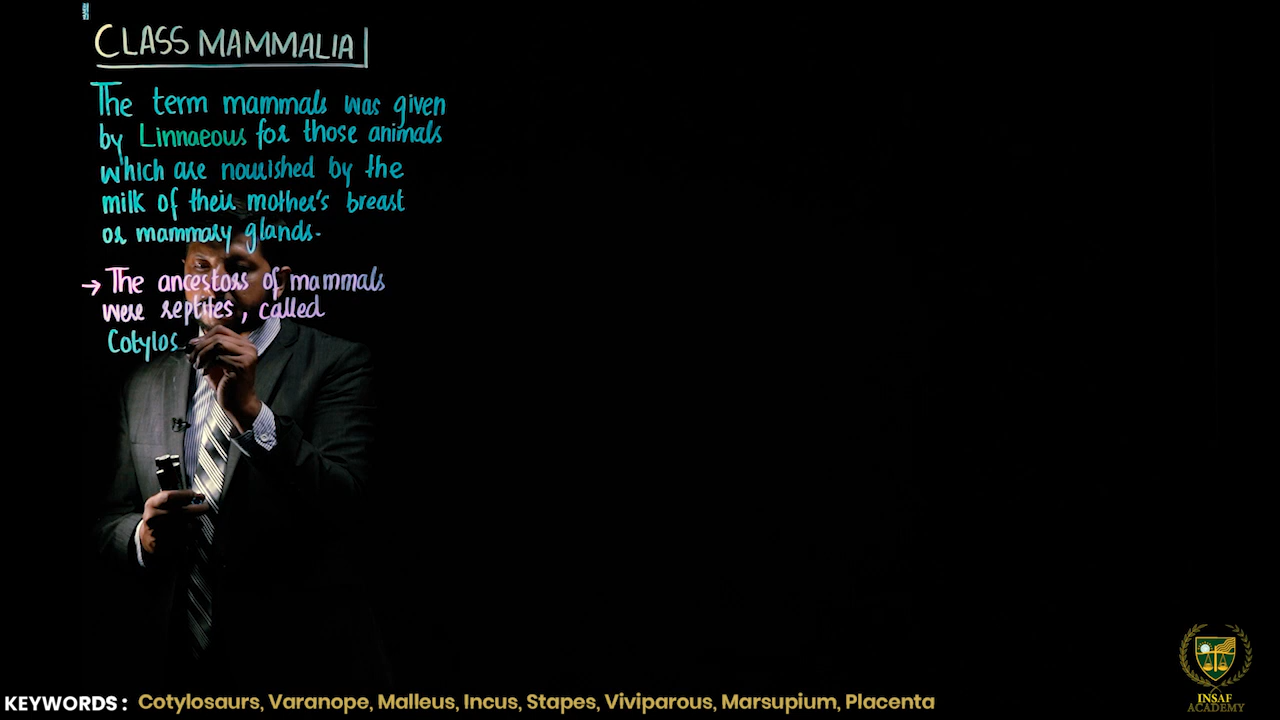 CLASS MAMMALIA
The term mammals was given
by Linnaeous for those animals
which are nourished by the
milk of their mother's breast
or mammary glands.
→ The ancestors of mammals
were reptiles, called
Cotylos
KEYWORDS: Cotylosaurs, Varanope, Malleus, Incus, Stapes, Viviparous, Marsupium, Placenta
INSAF
ACADEMY